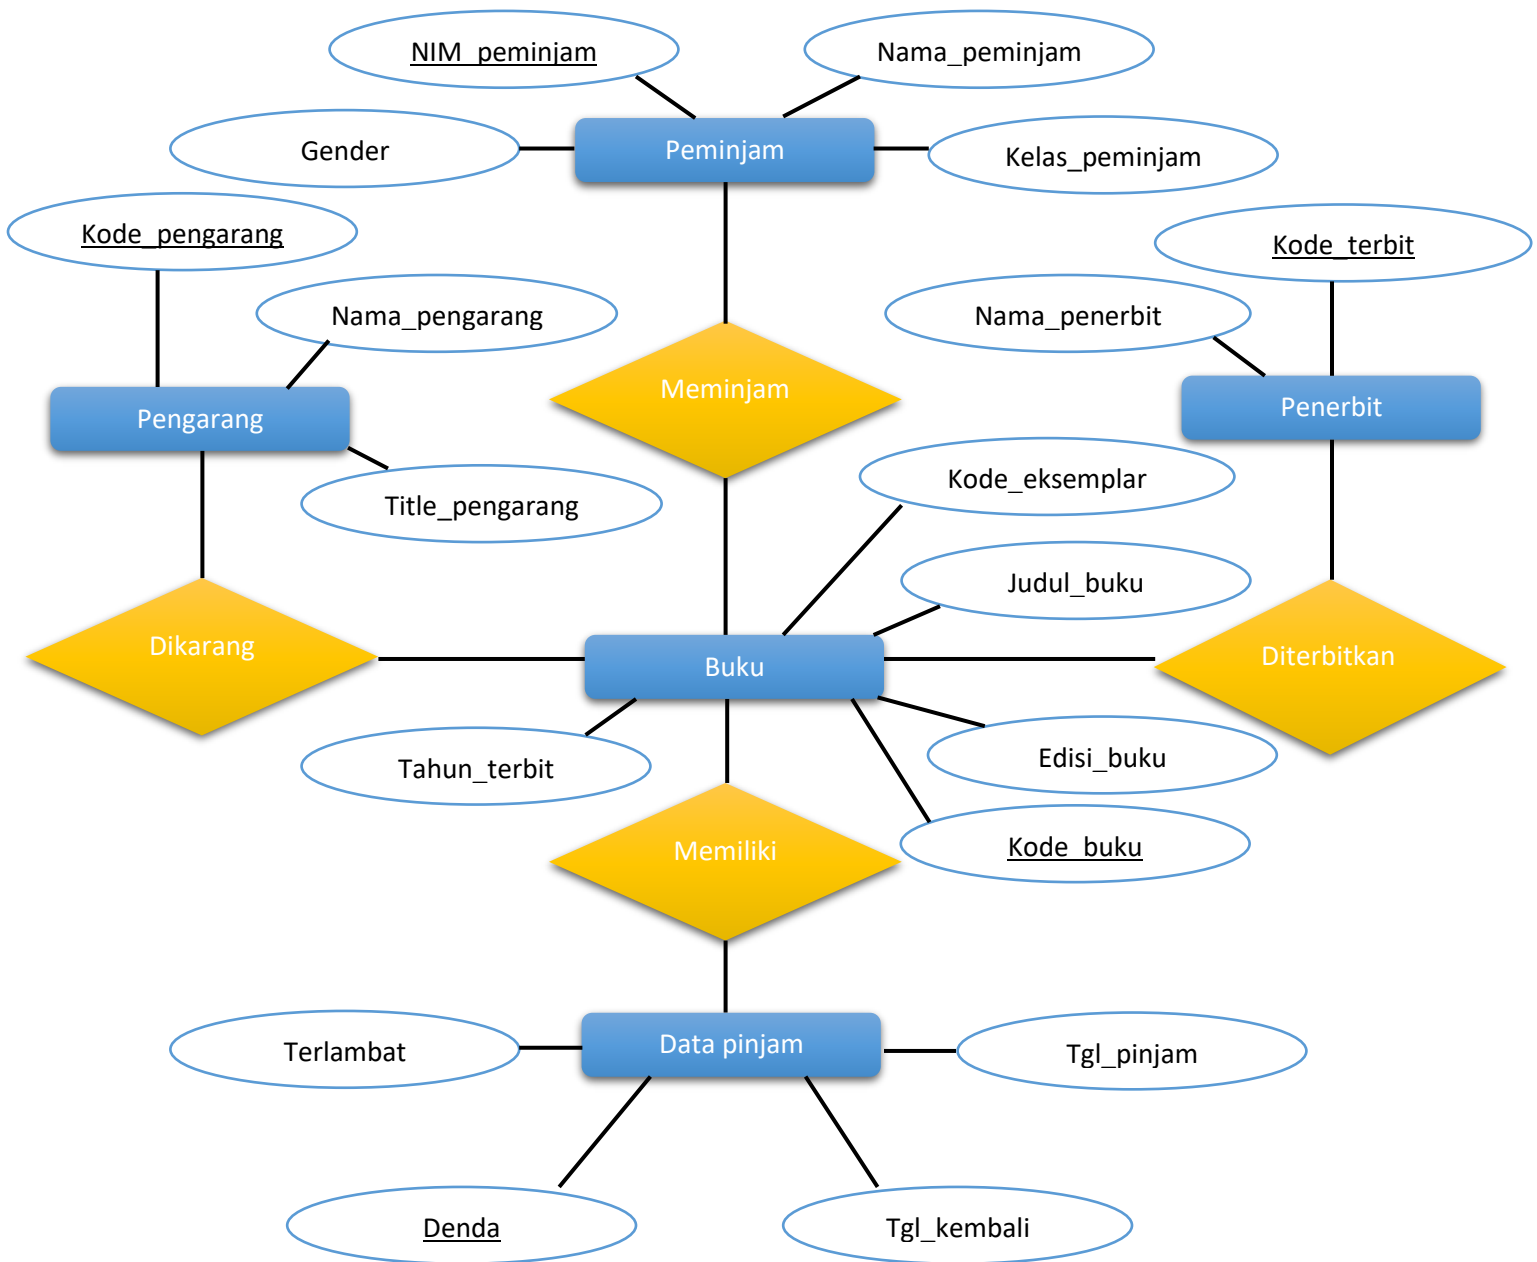 NIM_peminjam
Nama_peminjam
Gender
Peminjam
Kelas_peminjam
Kode_pengarang
Kode_terbit
Nama_pengarang
Nama_penerbit
Meminjam
Pengarang
Penerbit
Kode_eksemplar
Title_pengarang
Judul_buku
Dikarang
Buku
Diterbitkan
Tahun_terbit
Edisi_buku
Memiliki
Kode_buku
Terlambat
Data pinjam
Tgl_pinjam
Denda
Tgl_kembali